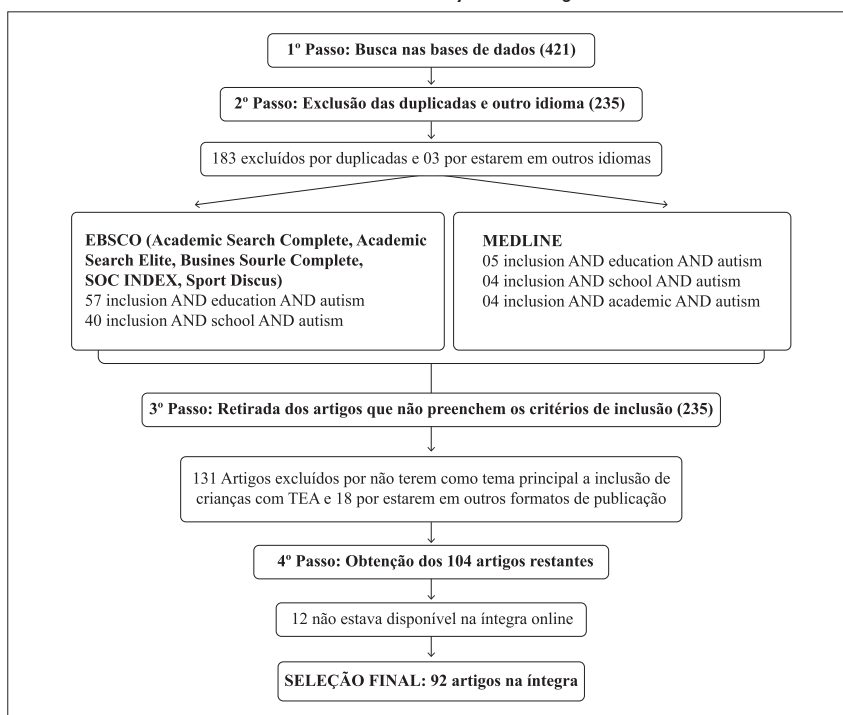 1º Passo: Busca nas bases de dados (421)
2º Passo: Exclusão das duplicadas e outro idioma (235)
183 excluídos por duplicadas e 03 por estarem em outros idiomas
EBSCO (Academic Search Complete, Academic
Search Elite, Busines Sourle Complete,
SOC INDEX, Sport Discus)
57 inclusion AND education AND autism
40 inclusion AND school AND autism
MEDLINE
05 inclusion AND education AND autism
04 inclusion AND school AND autism
04 inclusion AND academic AND autism
3º Passo: Retirada dos artigos que não preenchem os critérios de inclusão (235)
131 Artigos excluídos por não terem como tema principal a inclusão de
crianças com TEA e 18 por estarem em outros formatos de publicação
4º Passo: Obtenção dos 104 artigos restantes
12 não estava disponível na íntegra online
SELEÇÃO FINAL: 92 artigos na íntegra